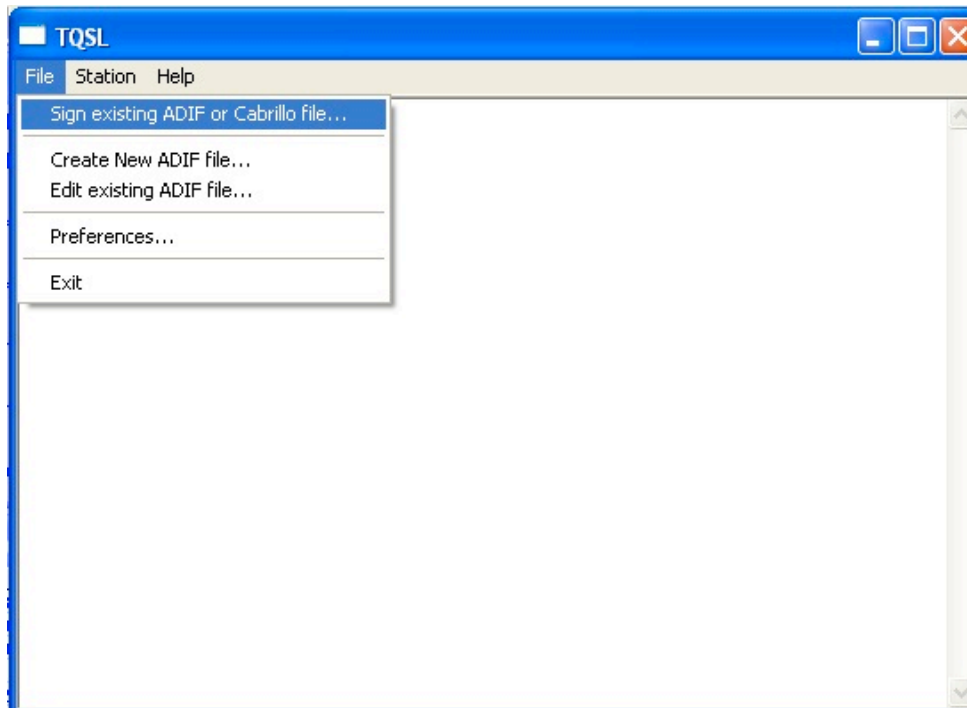 TQSL
File Station Help
Sign existing ADIF or Cabrillo file...
Create New ADIF file...
Edit existing ADIF file...
Preferences...
Exit